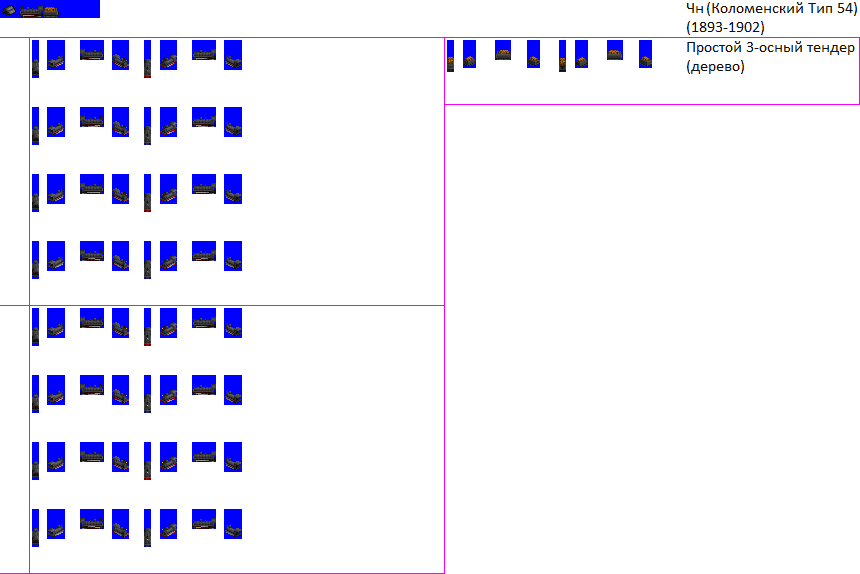 Чн (Коломенский Тип 54)
(1893-1902)
Простой 3-осный тендер
(дерево)